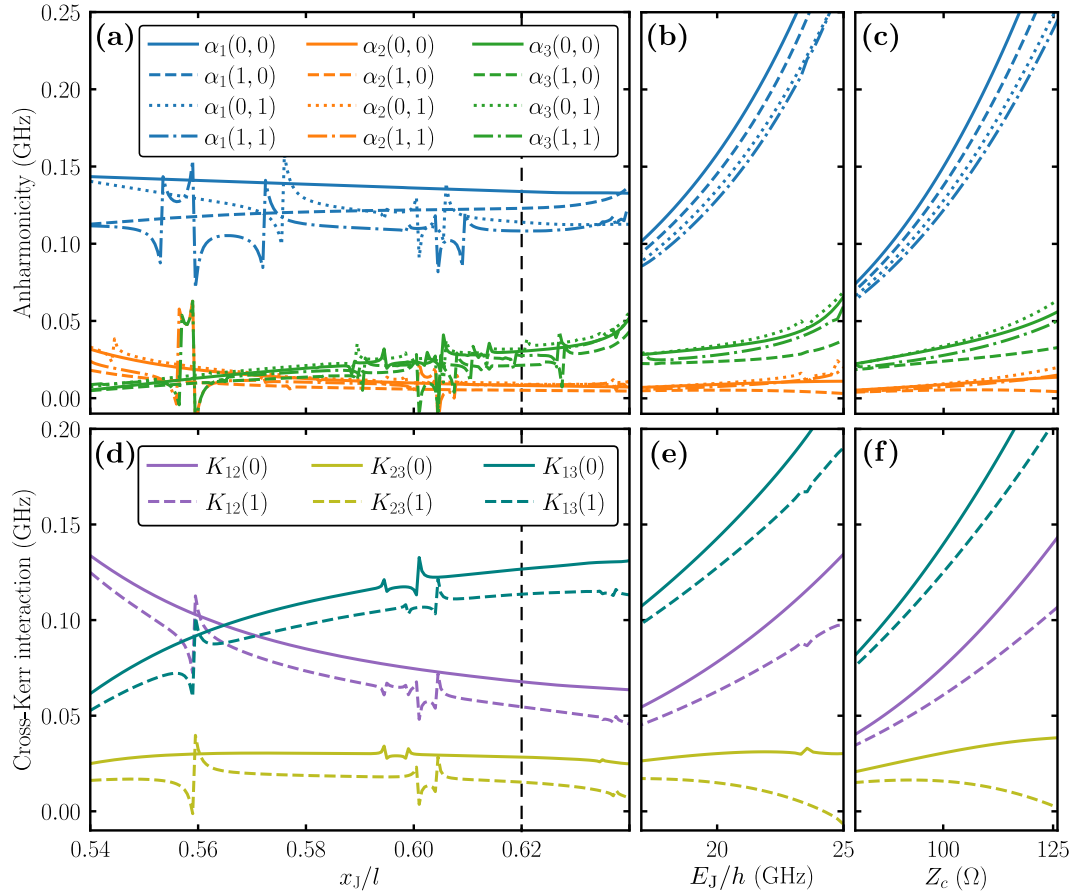 (a)
α₁(0, 0) α₂(0, 0) α₃(0, 0)
α₁(1, 0) α₂(1, 0) α₃(1, 0)
α₁(0, 1) α₂(0, 1) α₃(0, 1)
α₁(1, 1) α₂(1, 1) α₃(1, 1)
(b)
(c)
Anharmonicity (GHz)
0.25
0.20
0.15
0.10
0.05
0.00
(d)
K₁₂(0) K₂₃(0) K₁₃(0)
K₁₂(1) K₂₃(1) K₁₃(1)
(e)
(f)
Cross-Kerr interaction (GHz)
0.20
0.15
0.10
0.05
0.00
0.54 0.56 0.58 0.60 0.62
x_J/l
20 25
E_J/h (GHz)
100 125
Z_c (Ω)